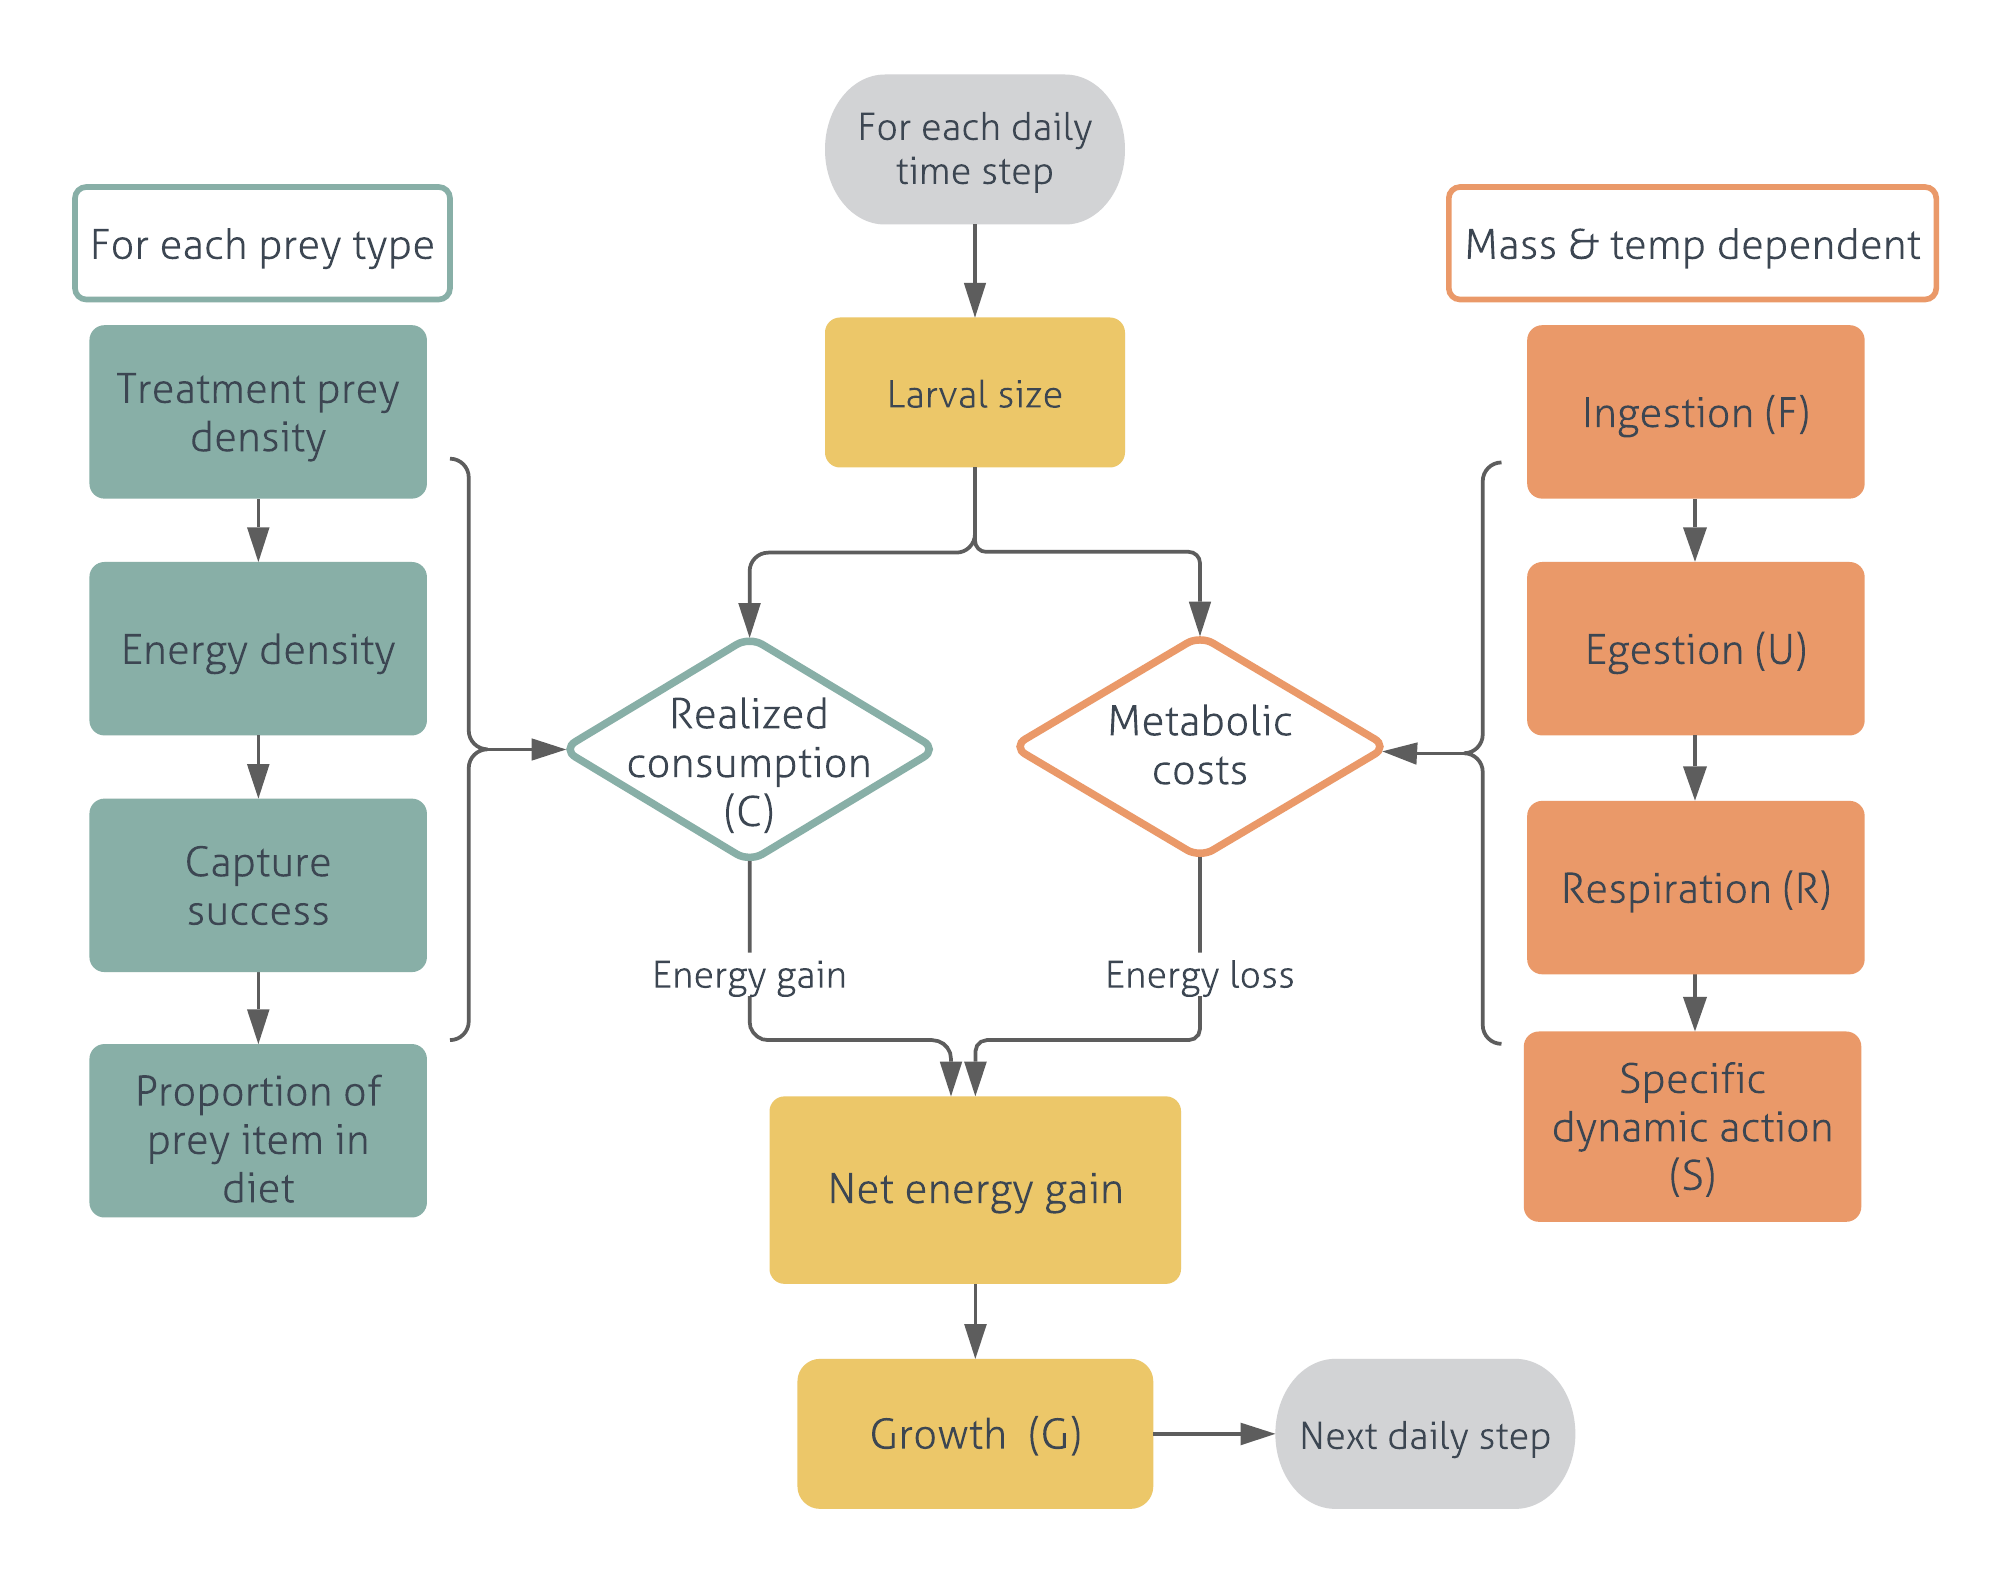 For each daily
time step
For each prey type
Mass & temp dependent
Treatment prey
density
Larval size
Ingestion (F)
Energy density
Egestion (U)
Realized
consumption
(C)
Metabolic
costs
Capture
success
Respiration (R)
Energy gain
Energy loss
Proportion of
prey item in
diet
Specific
dynamic action
(S)
Net energy gain
Growth (G)
Next daily step